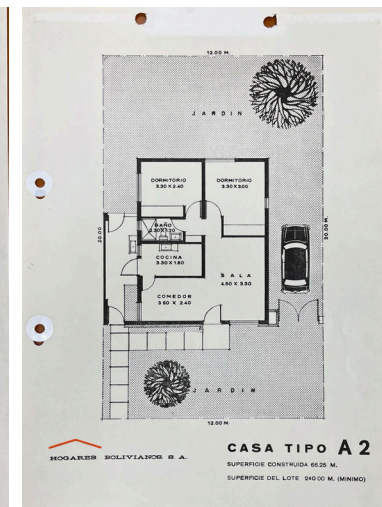 12.00 M.
JARDIN
DORMITORIO
3.30 X 2.40
DORMITORIO
3.30 X 3.00
BAÑO
20.00
20.00 M.
COCINA
3.30 X 1.80
SALA
4.60 X 3.30
COMEDOR
3 60 X 2.40
JARDIN
12.00 M.
HOGARES BOLIVIANOS S. A.
CASA TIPO A 2
SUPERFICIE CONSTRUIDA 66.25 M.
SUPERFICIE DEL LOTE 240 00 M. (MINIMO)